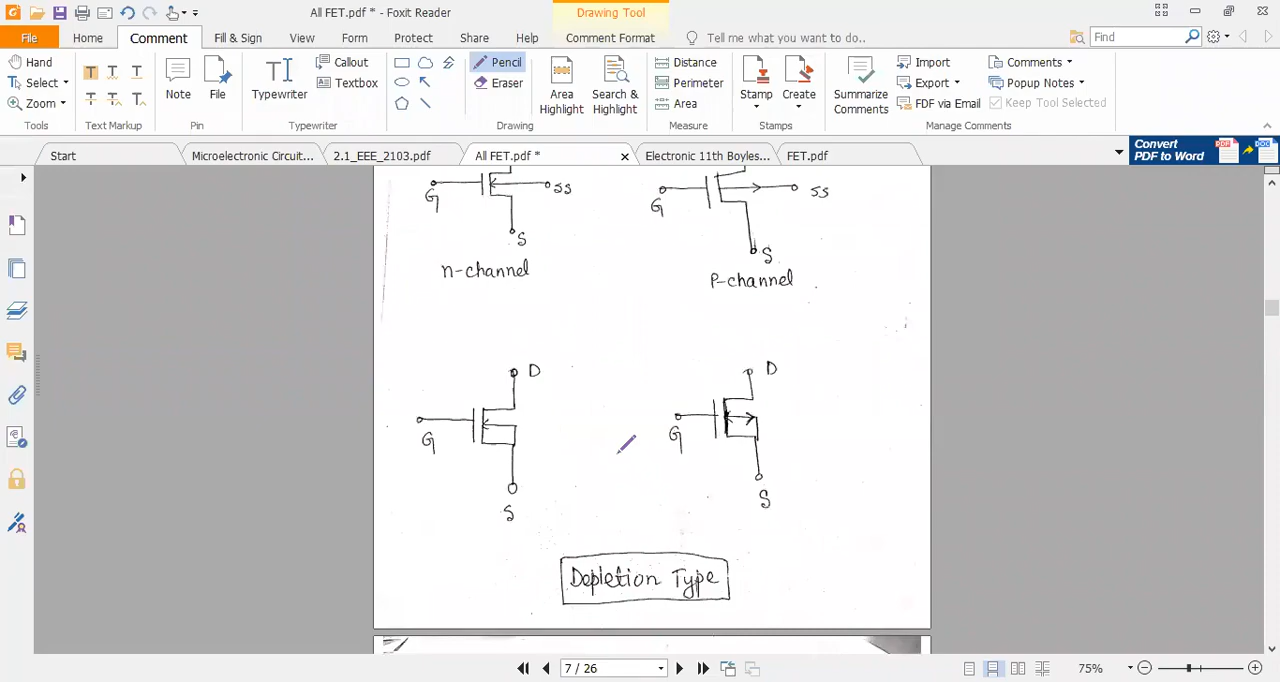 All FET.pdf * - Foxit Reader
Drawing Tool
File Home Comment Fill & Sign View Form Protect Share Help Comment Format Tell me what you want to do.. Find
Hand
Select
Zoom
Tools
T T T
T T T
Text Markup
Note File
Pin
Typewriter Callout
Textbox
Typewriter
Pencil
Eraser
Drawing
Area Highlight
Search & Highlight
Distance
Perimeter
Area
Measure
Stamp Create
Stamps
Summarize Comments
Import
Export
FDF via Email
Comments
Popup Notes
Keep Tool Selected
Manage Comments
Start Microelectronic Circuit... 2.1_EEE_2103.pdf All FET.pdf * Electronic 11th Boyles... FET.pdf
Convert
PDF to Word
G SS G SS
S S
n-channel P-channel
D D
G G
S S
Depletion Type
7 / 26 75%